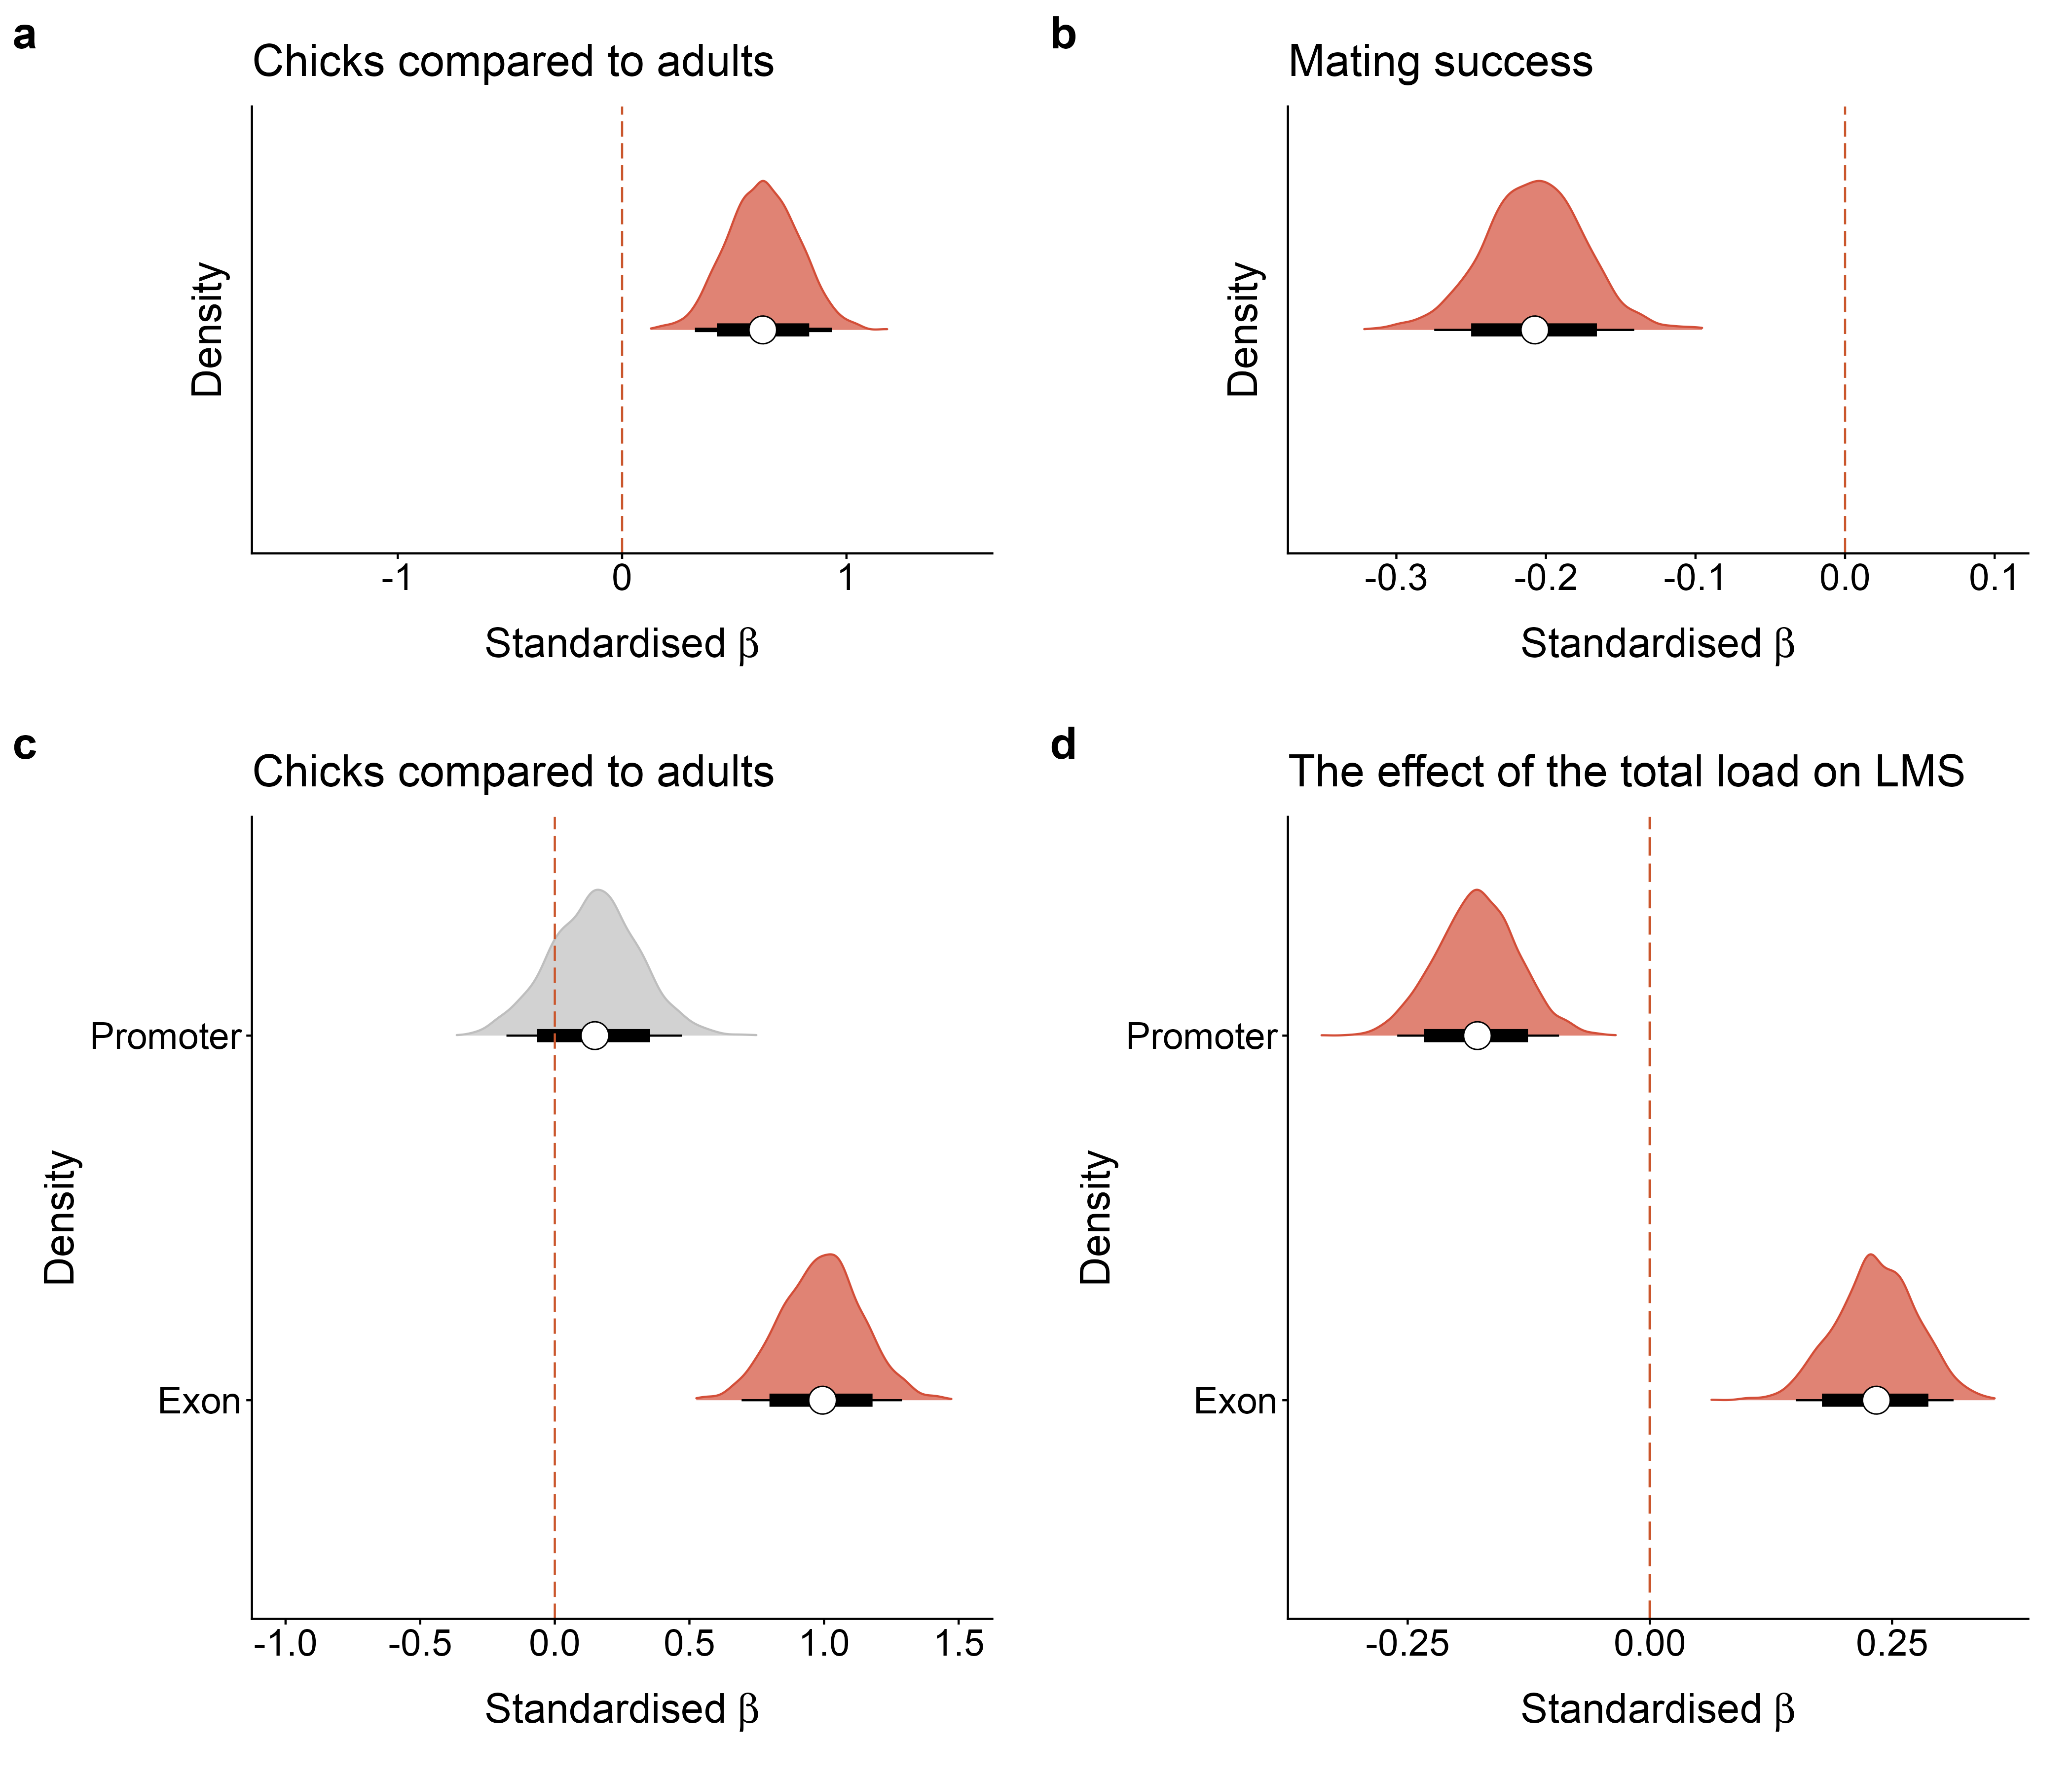 a
Chicks compared to adults
Density
-1 0 1
Standardised β
b
Mating success
Density
-0.3 -0.2 -0.1 0.0 0.1
Standardised β
c
Chicks compared to adults
Density
Promoter
Exon
-1.0 -0.5 0.0 0.5 1.0 1.5
Standardised β
d
The effect of the total load on LMS
Density
Promoter
Exon
-0.25 0.00 0.25
Standardised β